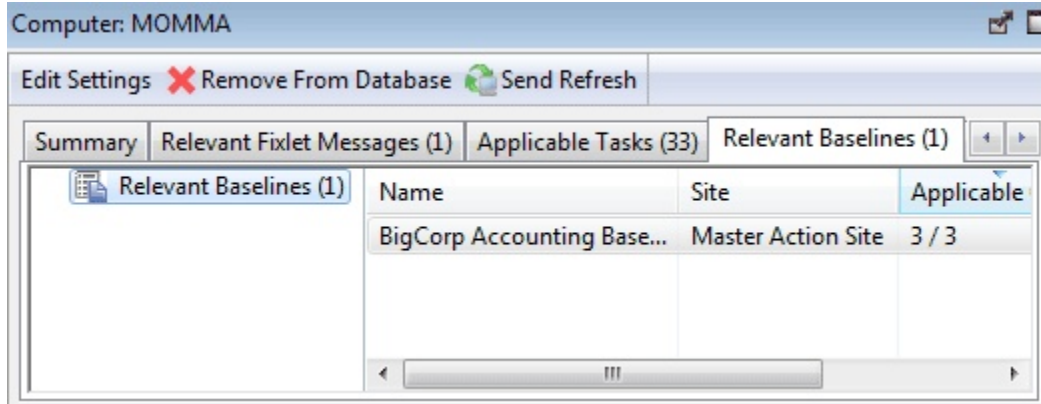 Computer: MOMMA
Edit Settings Remove From Database Send Refresh
Summary Relevant Fixlet Messages (1) Applicable Tasks (33) Relevant Baselines (1)
Relevant Baselines (1)
Name Site Applicable
BigCorp Accounting Base... Master Action Site 3 / 3